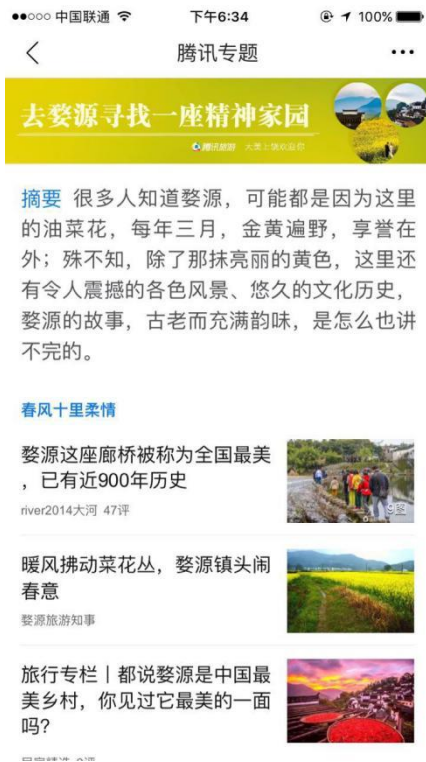 中国联通 下午6:34 100%
腾讯专题
去婺源寻找一座精神家园
腾讯旅游
摘要 很多人知道婺源，可能都是因为这里
的油菜花，每年三月，金黄遍野，享誉在
外；殊不知，除了那抹亮丽的黄色，这里还
有令人震撼的各色风景、悠久的文化历史，
婺源的故事，古老而充满韵味，是怎么也讲
不完的。
春风十里柔情
婺源这座廊桥被称为全国最美
，已有近900年历史
river2014大河 47评
9图
暖风拂动菜花丛，婺源镇头闹
春意
婺源旅游知事
旅行专栏丨都说婺源是中国最
美乡村，你见过它最美的一面
吗?